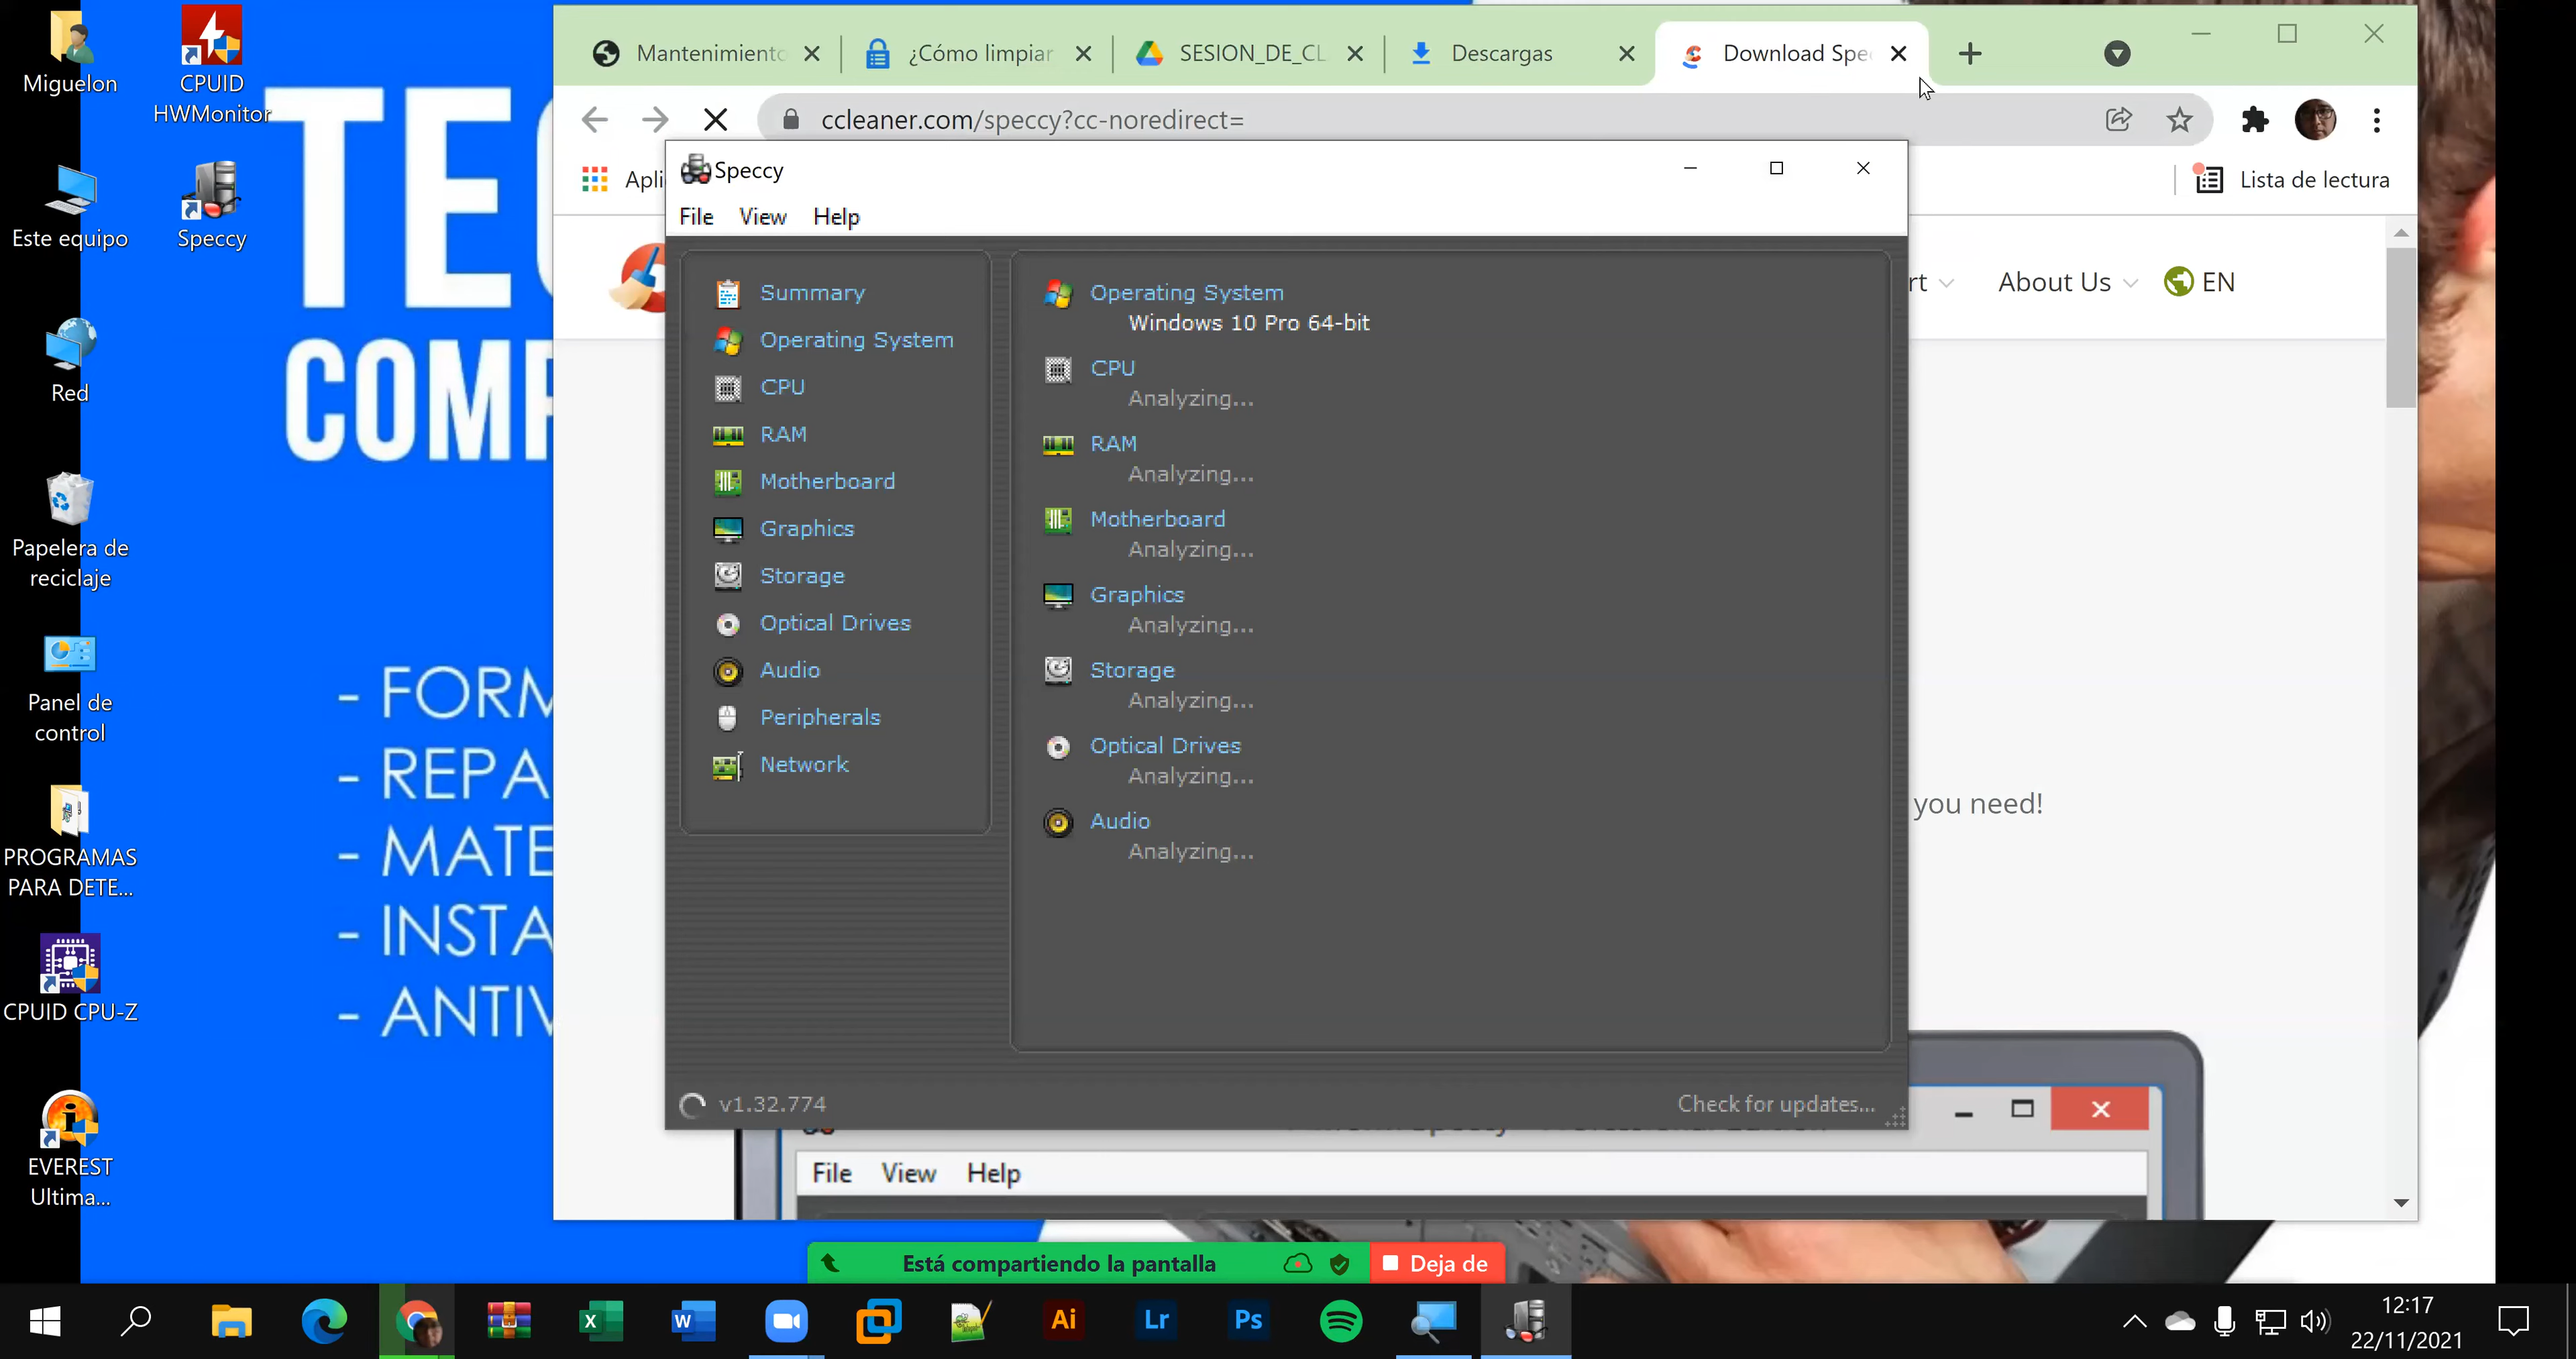 Miguelon
CPUID
HWMonitor
Este equipo
Speccy
Red
Papelera de
reciclaje
Panel de
control
PROGRAMAS
PARA DETE...
CPUID CPU-Z
EVEREST
Ultima...
TEC
COMP
- FORM
- REPA
- MATE
- INSTA
- ANTIV
Mantenimiento
¿Cómo limpiar
SESION_DE_CL
Descargas
Download Spec
ccleaner.com/speccy?cc-noredirect=
Apli
Lista de lectura
rt
About Us
EN
you need!
Speccy
File View Help
Summary
Operating System
CPU
RAM
Motherboard
Graphics
Storage
Optical Drives
Audio
Peripherals
Network
Operating System
Windows 10 Pro 64-bit
CPU
Analyzing...
RAM
Analyzing...
Motherboard
Analyzing...
Graphics
Analyzing...
Storage
Analyzing...
Optical Drives
Analyzing...
Audio
Analyzing...
v1.32.774
Check for updates...
File View Help
Está compartiendo la pantalla
Deja de
Ai
Lr
Ps
12:17
22/11/2021